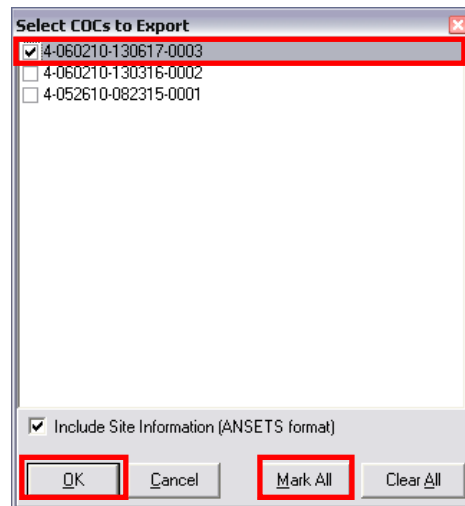 Select COCs to Export
4-060210-130617-0003
4-060210-130316-0002
4-052610-082315-0001
Include Site Information (ANSETS format)
OK Cancel Mark All Clear All